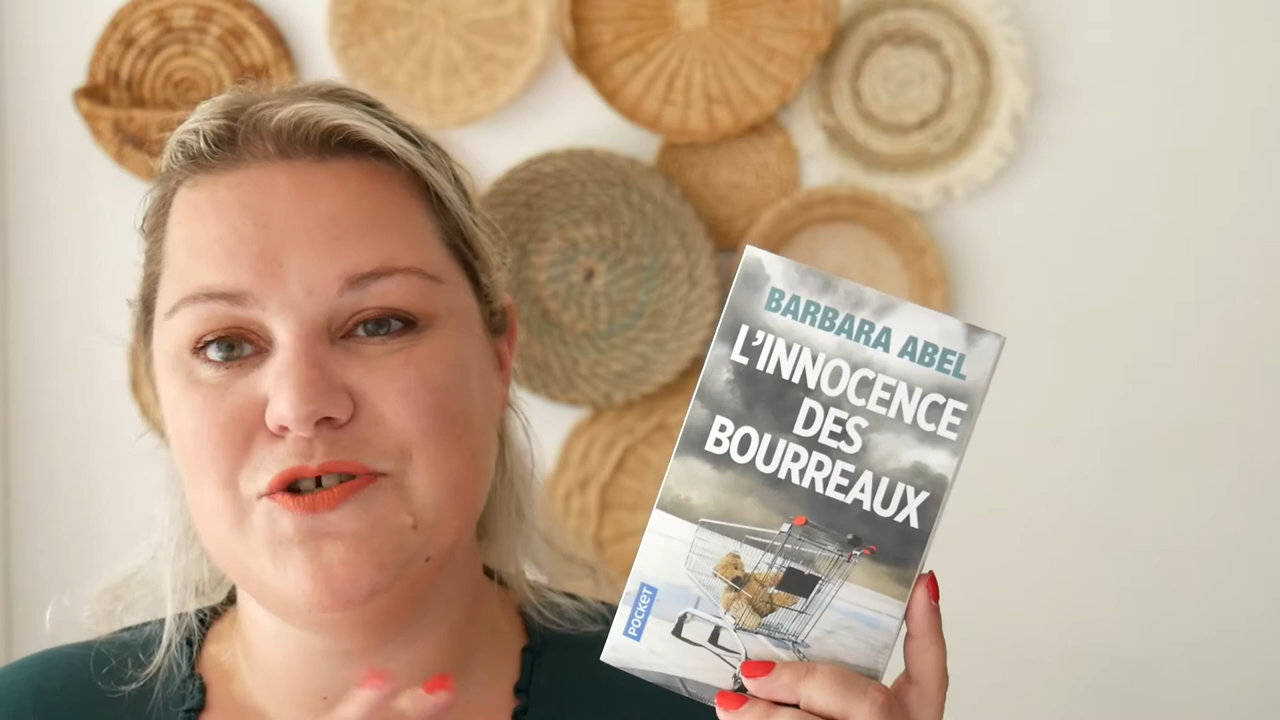 BARBARA ABEL
L'INNOCENCE
DES
BOURREAUX
POCKET